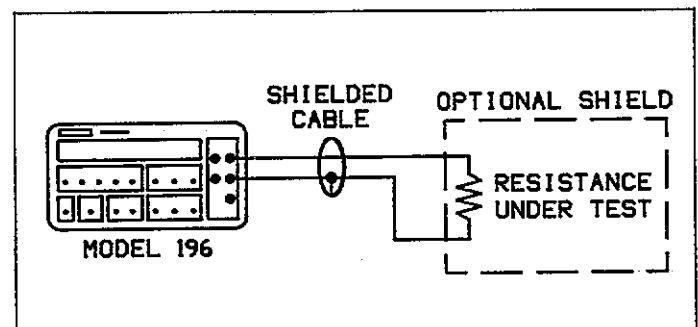 SHIELDED
CABLE
OPTIONAL SHIELD
RESISTANCE
UNDER TEST
MODEL 196